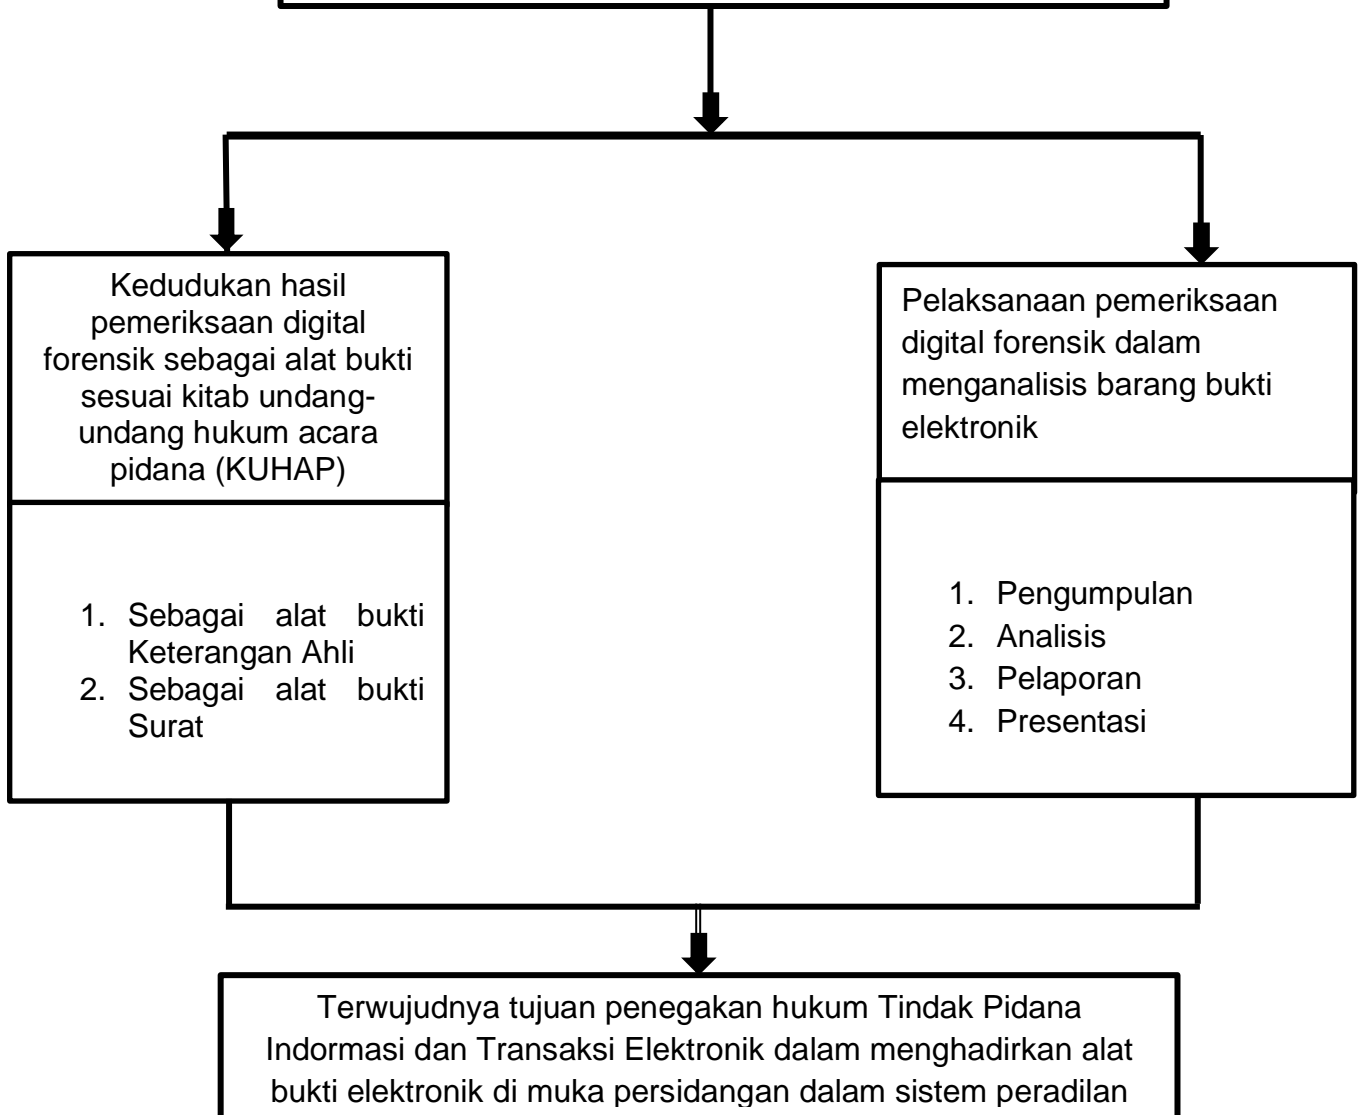 Kedudukan hasil
pemeriksaan digital
forensik sebagai alat bukti
sesuai kitab undang-
undang hukum acara
pidana (KUHAP)
1. Sebagai alat bukti
Keterangan Ahli
2. Sebagai alat bukti
Surat
Pelaksanaan pemeriksaan
digital forensik dalam
menganalisis barang bukti
elektronik
1. Pengumpulan
2. Analisis
3. Pelaporan
4. Presentasi
Terwujudnya tujuan penegakan hukum Tindak Pidana
Indormasi dan Transaksi Elektronik dalam menghadirkan alat
bukti elektronik di muka persidangan dalam sistem peradilan